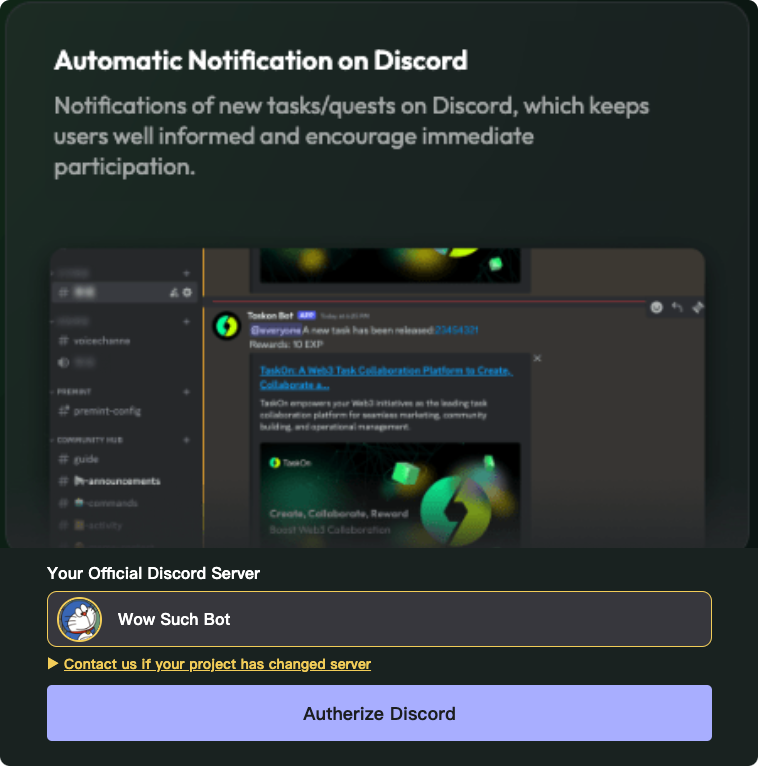 Automatic Notification on Discord
Notifications of new tasks/quests on Discord, which keeps
users well informed and encourage immediate
participation.
voicechanne
PREMINT
premint-config
COMMUNITY HUB
guide
announcements
-commands
-activity
Taskon Bot APP Today at 6:25 PM
@everyone A new task has been released
Rewards: 10 EXP
TaskOn: A Web3 Task Collaboration Platform to Create,
Collaborate a...
TaskOn empowers your Web3 initiatives as the leading task
collaboration platform for seamless marketing, community
building, and operational management.
TaskOn
Create, Collaborate, Reward
Boost Web3 Collaboration
Your Official Discord Server
Wow Such Bot
Contact us if your project has changed server
Autherize Discord